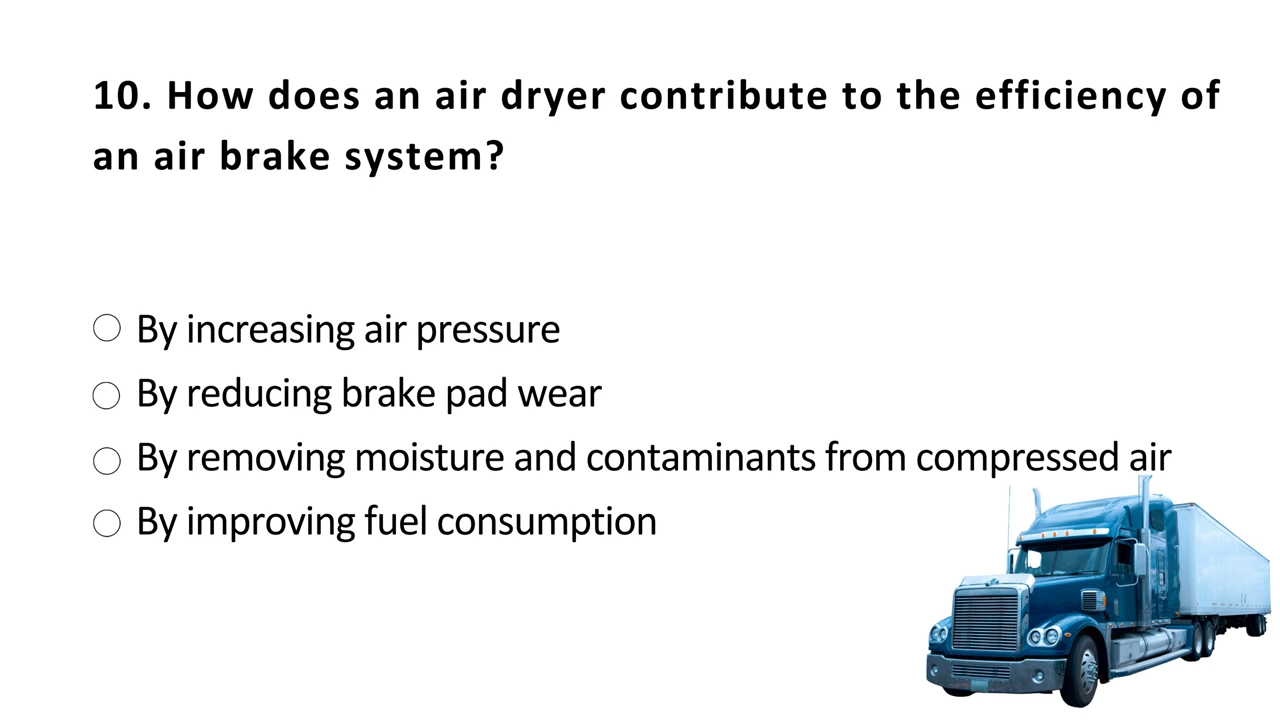 10. How does an air dryer contribute to the efficiency of
an air brake system?
By increasing air pressure
By reducing brake pad wear
By removing moisture and contaminants from compressed air
By improving fuel consumption